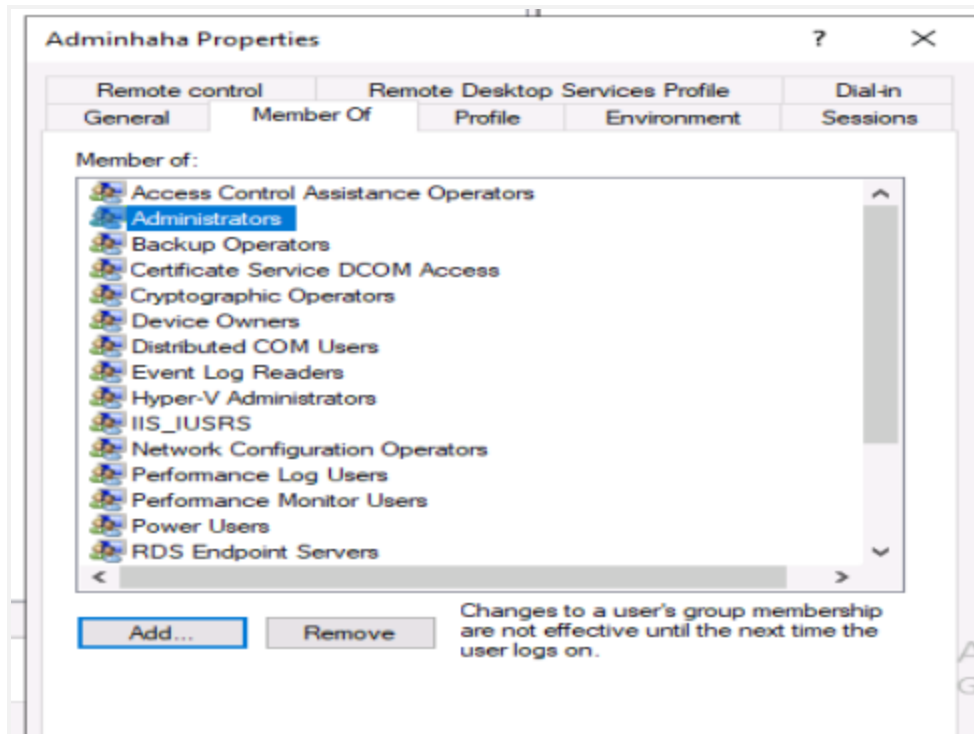 Adminhaha Properties
Remote control Remote Desktop Services Profile Dial-in
General Member Of Profile Environment Sessions
Member of:
Access Control Assistance Operators
Administrators
Backup Operators
Certificate Service DCOM Access
Cryptographic Operators
Device Owners
Distributed COM Users
Event Log Readers
Hyper-V Administrators
IIS_IUSRS
Network Configuration Operators
Performance Log Users
Performance Monitor Users
Power Users
RDS Endpoint Servers
Add... Remove
Changes to a user's group membership
are not effective until the next time the
user logs on.